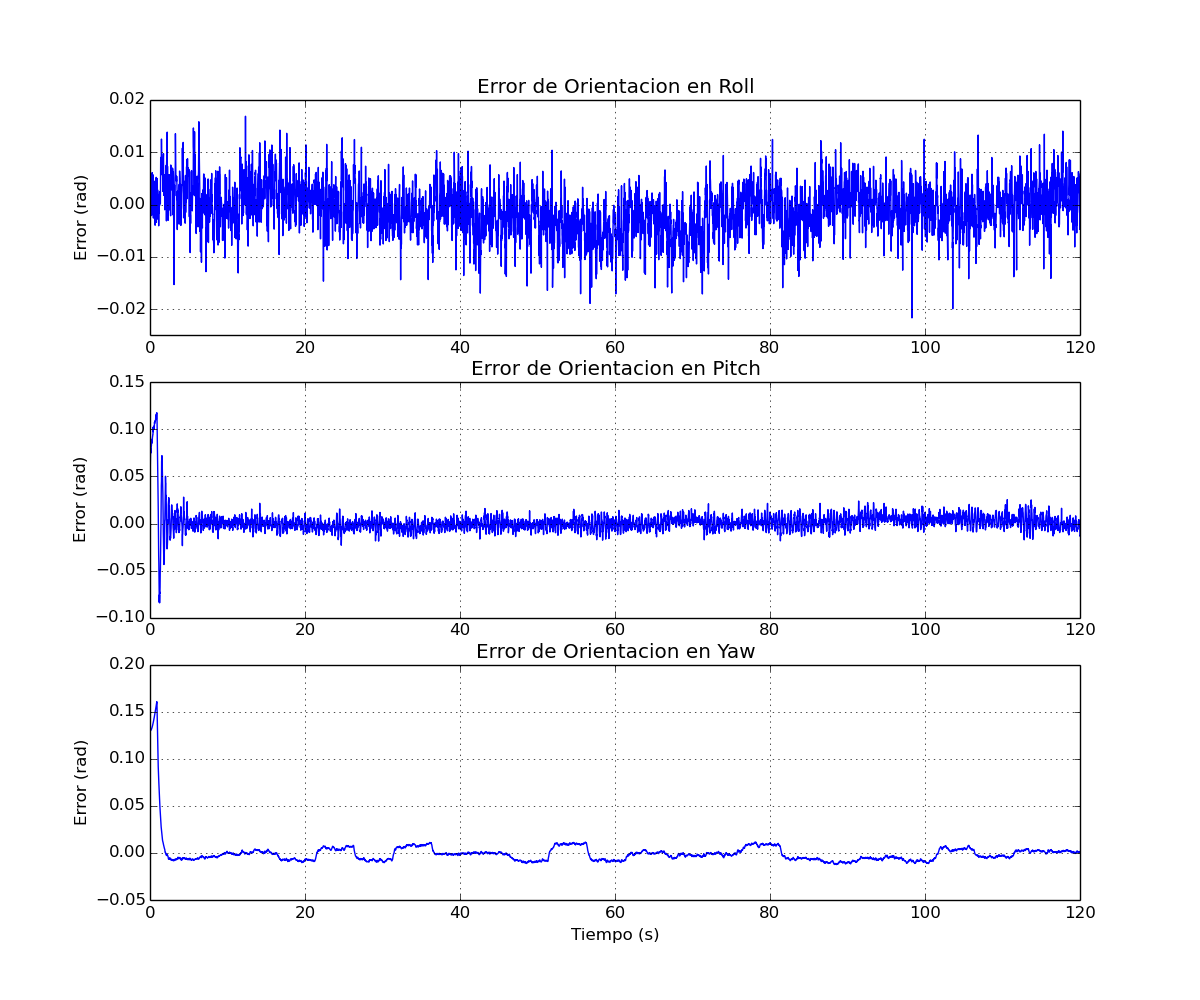 Error de Orientacion en Roll
0.02
0.01
0.00
−0.01
−0.02
Error (rad)
0 20 40 60 80 100 120
Error de Orientacion en Pitch
0.15
0.10
0.05
0.00
−0.05
−0.10
Error (rad)
0 20 40 60 80 100 120
Error de Orientacion en Yaw
0.20
0.15
0.10
0.05
0.00
−0.05
Error (rad)
0 20 40 60 80 100 120
Tiempo (s)